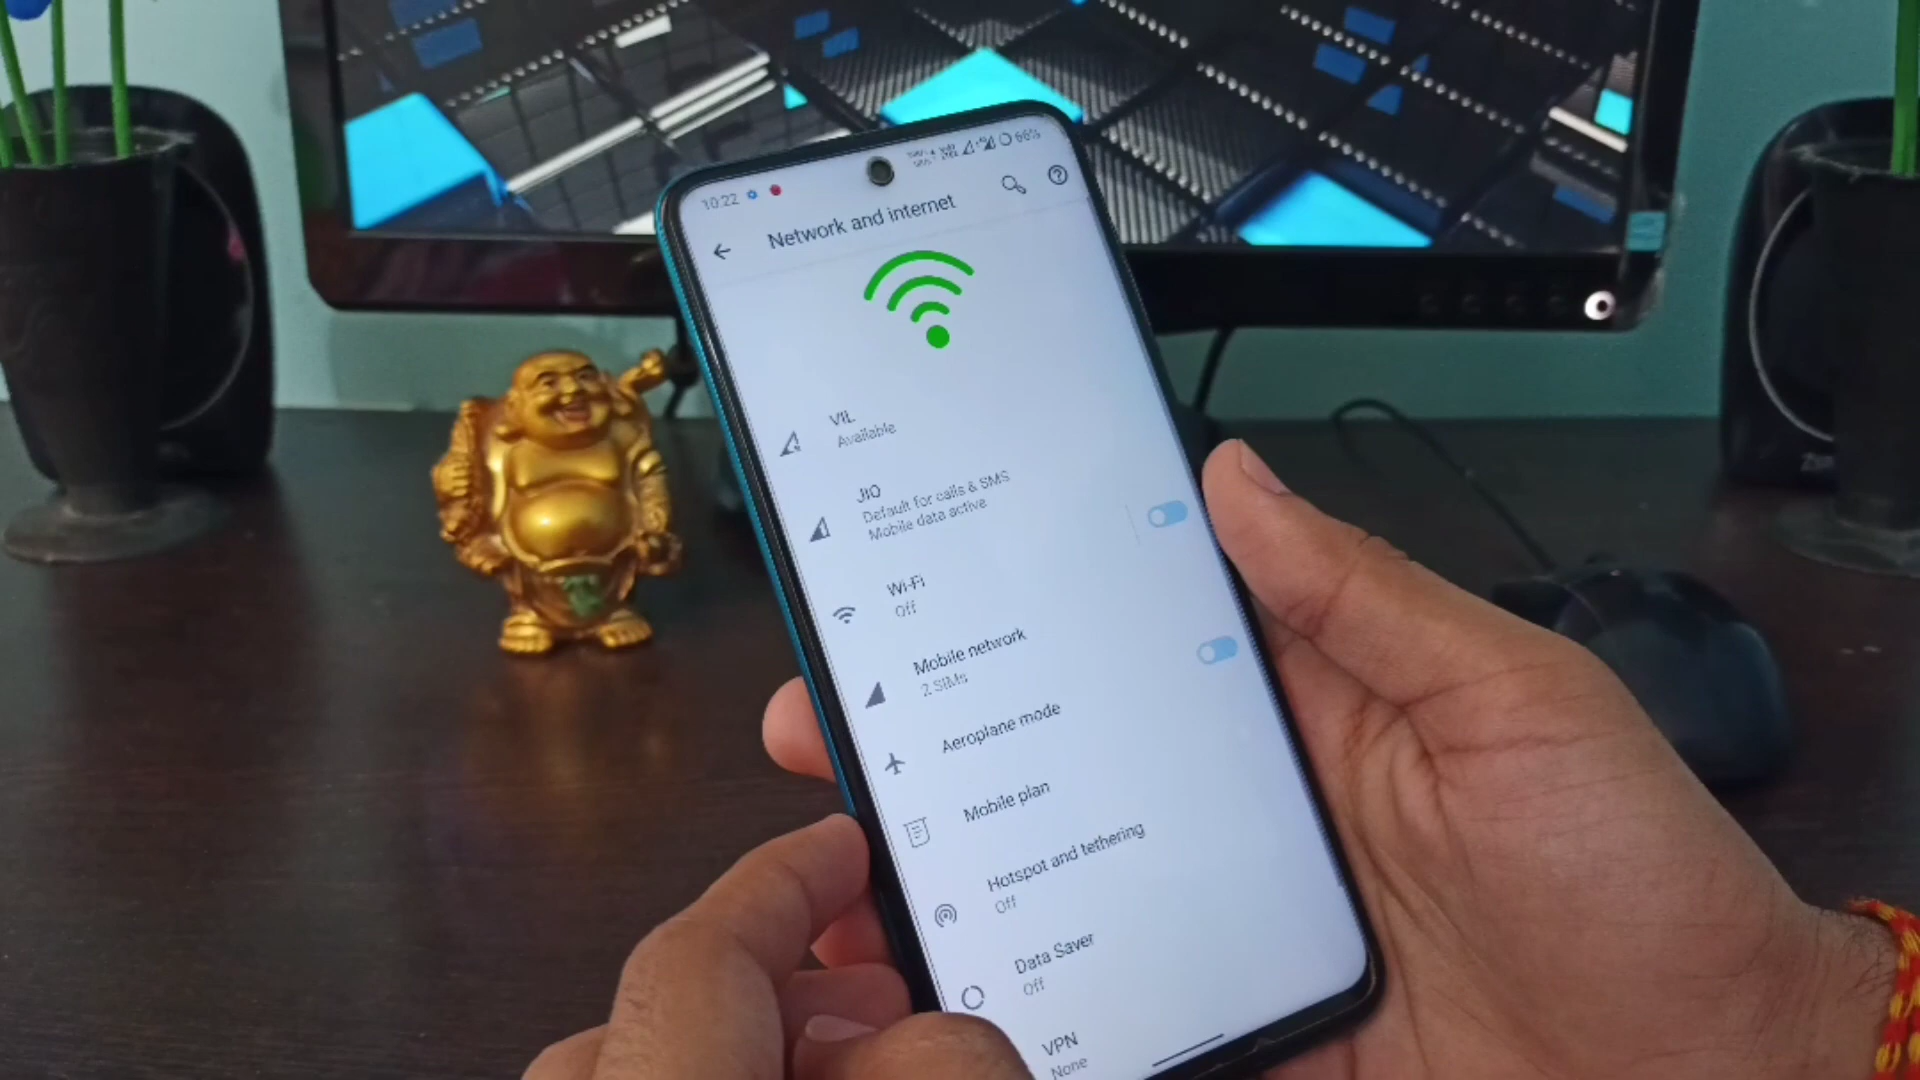 10:22
66%
Network and internet
VIL
Available
JIO
Default for calls & SMS
Mobile data active
Wi-Fi
Off
Mobile network
2 SIMs
Aeroplane mode
Mobile plan
Hotspot and tethering
Off
Data Saver
Off
VPN
None